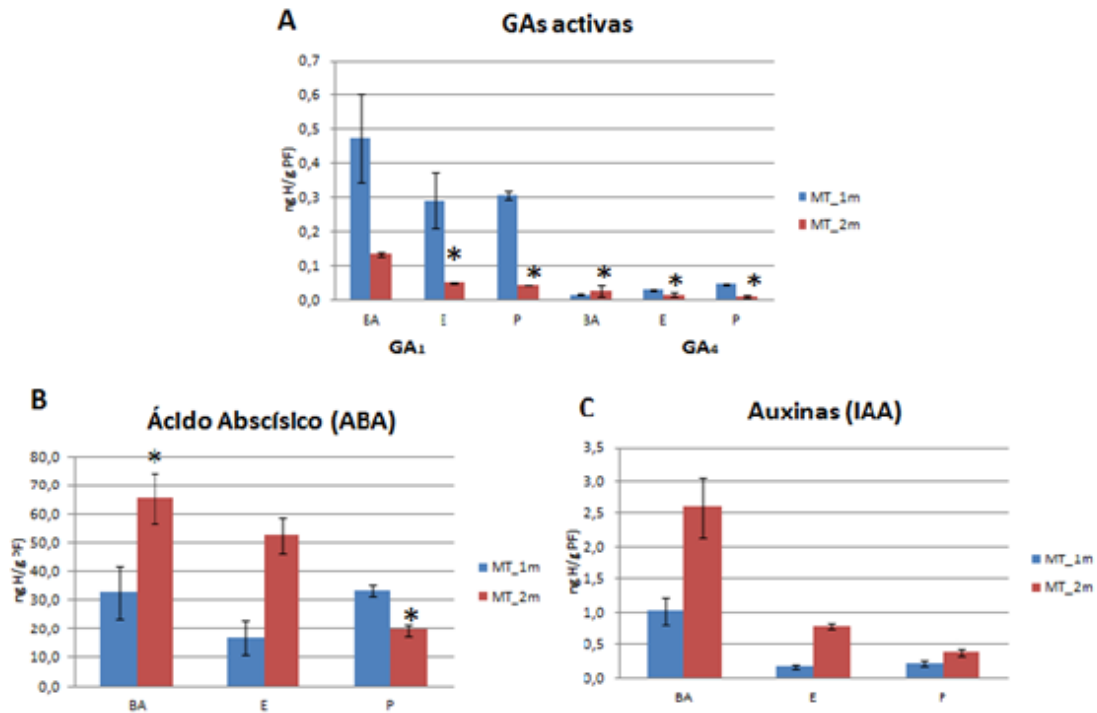 A
GAs activas
0,7
0,6
0,5
0,4
0,3
0,2
0,1
0,0
ng H/g PF)
BA E P BA E P
GA₁ GA₄
MT_1m
MT_2m
* * * * *
B
Ácido Abscísico (ABA)
80,0
70,0
60,0
50,0
40,0
30,0
20,0
10,0
0,0
ng H/g PF)
BA E P
MT_1m
MT_2m
* *
C
Auxinas (IAA)
3,5
3,0
2,5
2,0
1,5
1,0
0,5
0,0
ng H/g PF)
BA E P
MT_1m
MT_2m